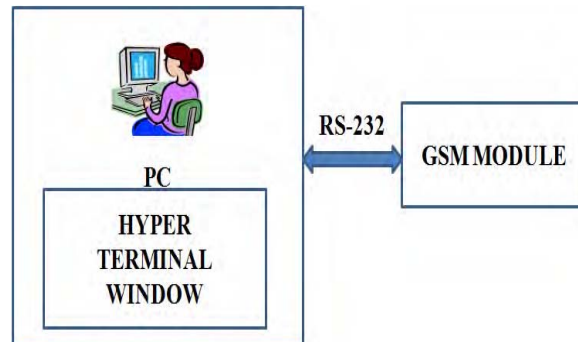 PC
HYPER
TERMINAL
WINDOW
RS-232
GSM MODULE